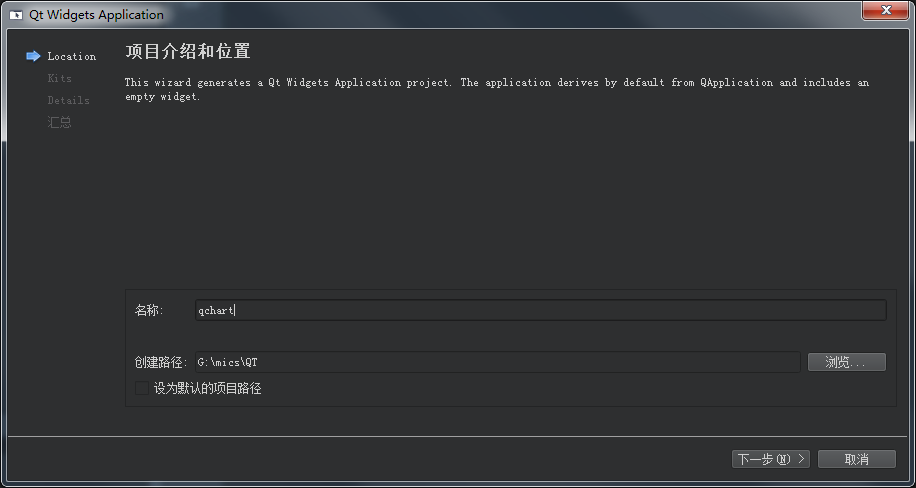 Qt Widgets Application
Location
Kits
Details
汇总
项目介绍和位置
This wizard generates a Qt Widgets Application project. The application derives by default from QApplication and includes an
empty widget.
名称: qchart
创建路径: G:\mics\QT 浏览...
设为默认的项目路径
下一步(N) > 取消